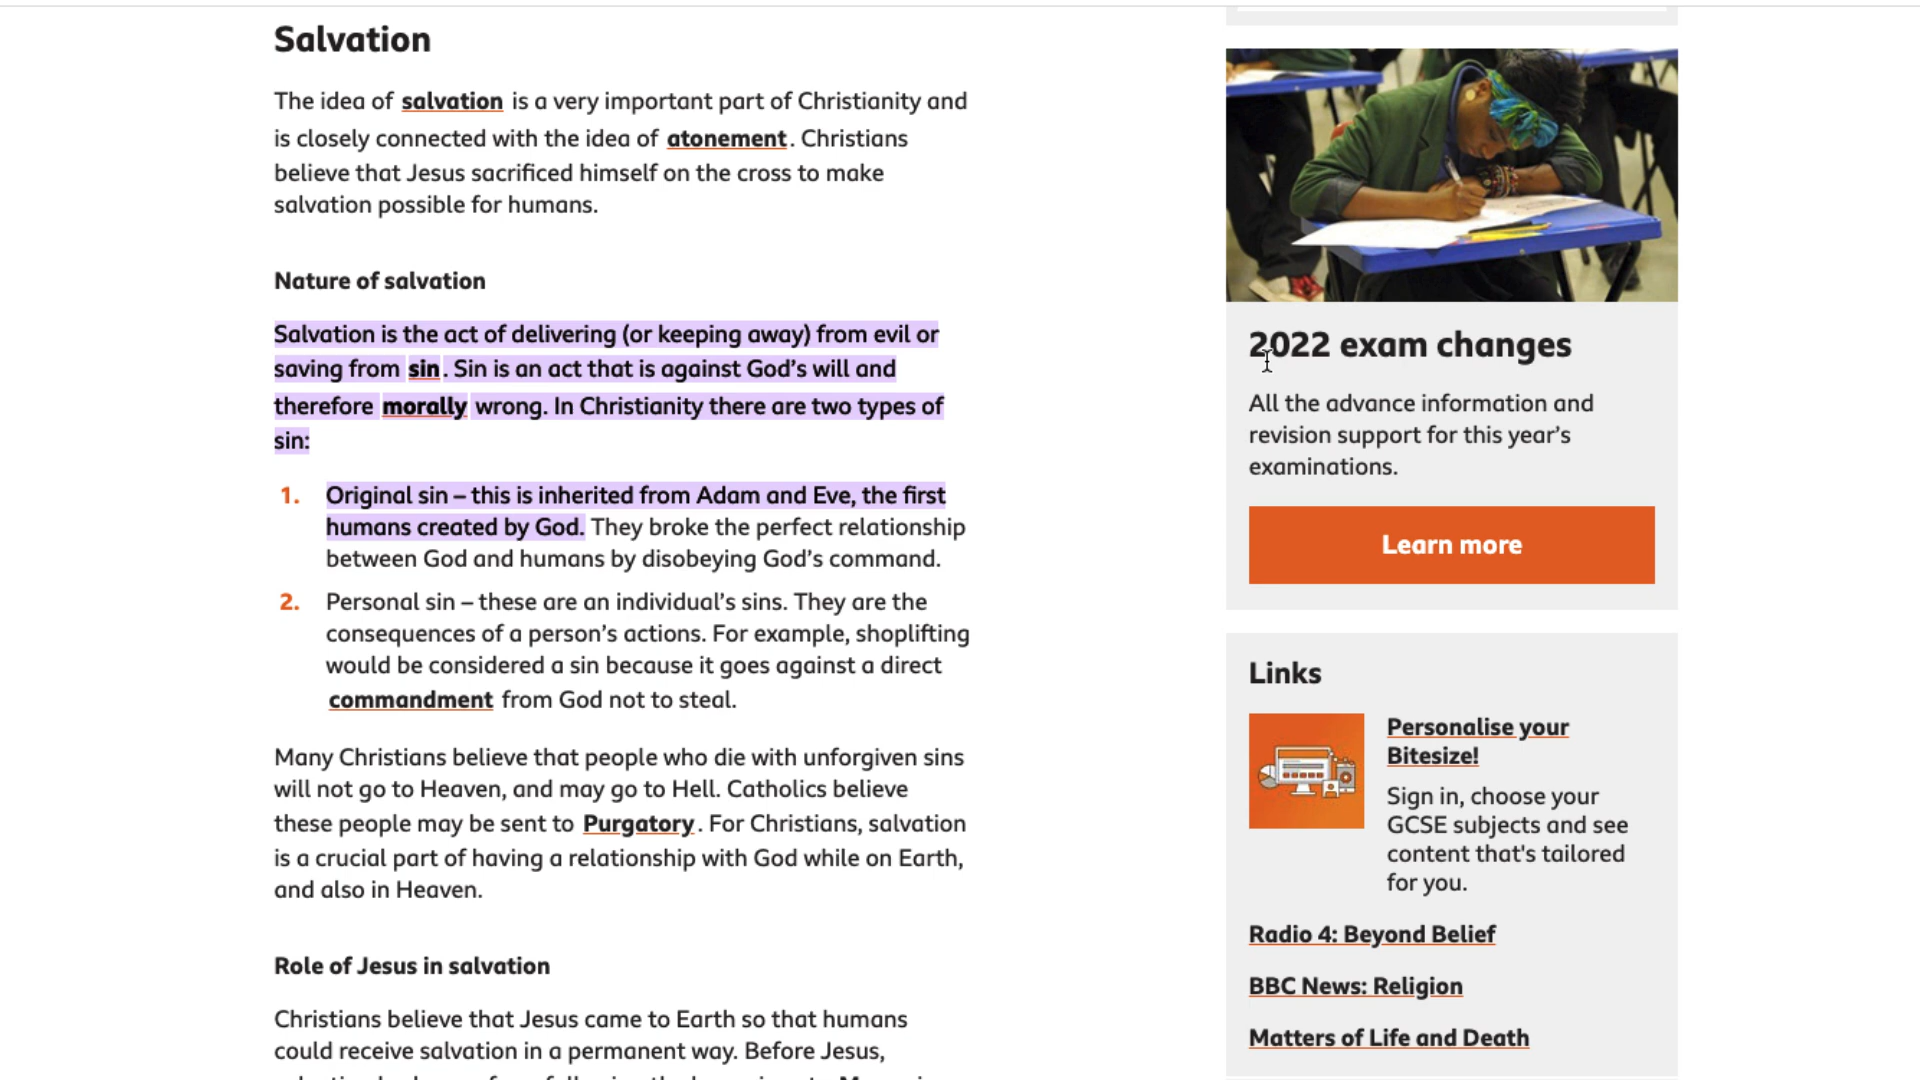 Salvation
The idea of salvation is a very important part of Christianity and
is closely connected with the idea of atonement. Christians
believe that Jesus sacrificed himself on the cross to make
salvation possible for humans.
Nature of salvation
Salvation is the act of delivering (or keeping away) from evil or
saving from sin. Sin is an act that is against God's will and
therefore morally wrong. In Christianity there are two types of
sin:
1. Original sin – this is inherited from Adam and Eve, the first
humans created by God. They broke the perfect relationship
between God and humans by disobeying God's command.
2. Personal sin – these are an individual's sins. They are the
consequences of a person's actions. For example, shoplifting
would be considered a sin because it goes against a direct
commandment from God not to steal.
Many Christians believe that people who die with unforgiven sins
will not go to Heaven, and may go to Hell. Catholics believe
these people may be sent to Purgatory. For Christians, salvation
is a crucial part of having a relationship with God while on Earth,
and also in Heaven.
Role of Jesus in salvation
Christians believe that Jesus came to Earth so that humans
could receive salvation in a permanent way. Before Jesus,
2022 exam changes
All the advance information and
revision support for this year's
examinations.
Learn more
Links
Personalise your
Bitesize!
Sign in, choose your
GCSE subjects and see
content that's tailored
for you.
Radio 4: Beyond Belief
BBC News: Religion
Matters of Life and Death